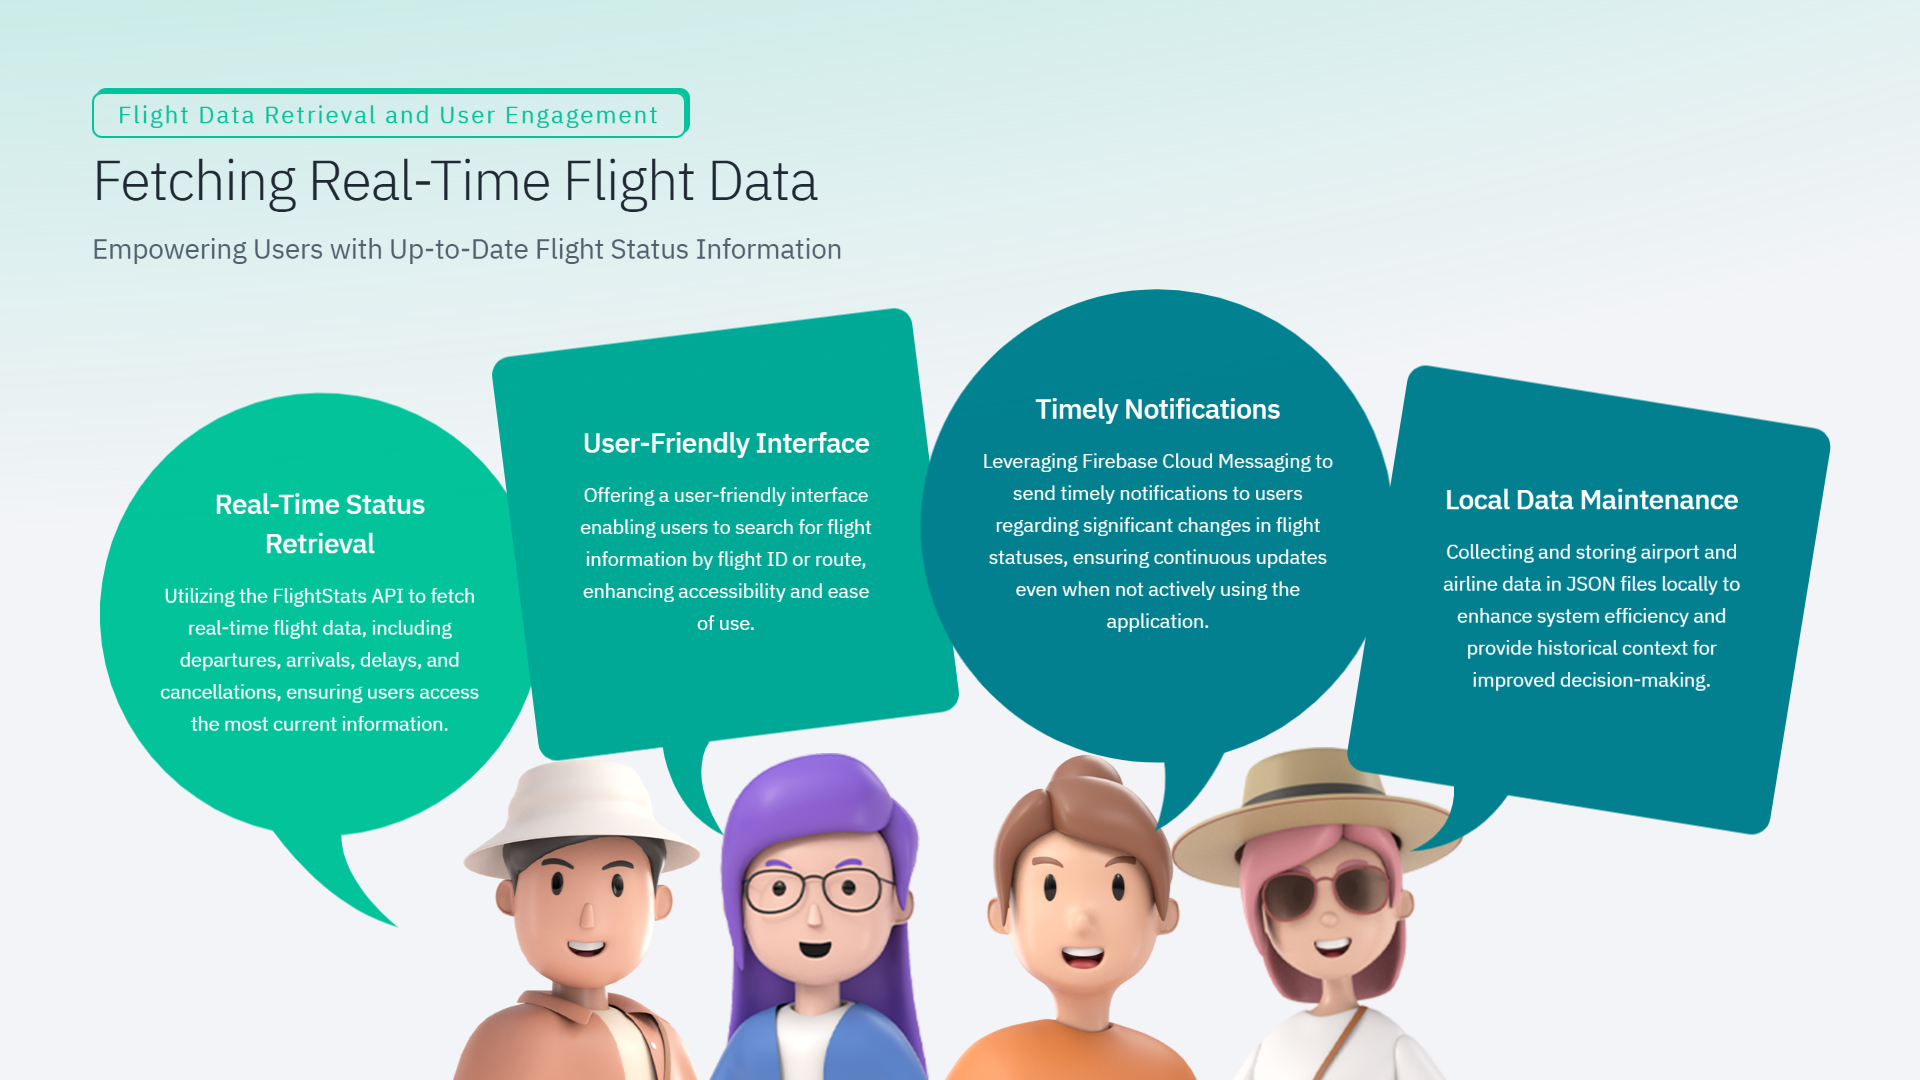 Flight Data Retrieval and User Engagement
Fetching Real-Time Flight Data
Empowering Users with Up-to-Date Flight Status Information
Real-Time Status
Retrieval
Utilizing the FlightStats API to fetch
real-time flight data, including
departures, arrivals, delays, and
cancellations, ensuring users access
the most current information.
User-Friendly Interface
Offering a user-friendly interface
enabling users to search for flight
information by flight ID or route,
enhancing accessibility and ease
of use.
Timely Notifications
Leveraging Firebase Cloud Messaging to
send timely notifications to users
regarding significant changes in flight
statuses, ensuring continuous updates
even when not actively using the
application.
Local Data Maintenance
Collecting and storing airport and
airline data in JSON files locally to
enhance system efficiency and
provide historical context for
improved decision-making.